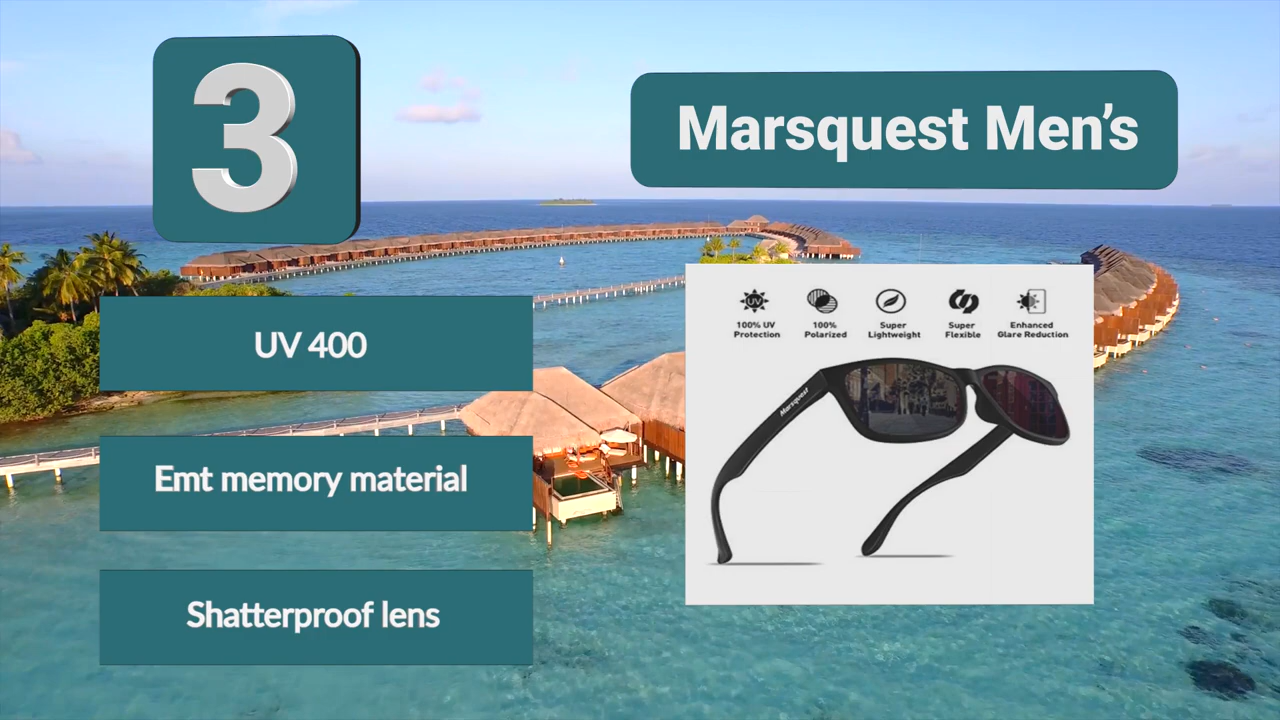 3
Marsquest Men's
UV 400
Emt memory material
Shatterproof lens
UV
100% UV
Protection
100%
Polarized
Super
Lightweight
Super
Flexible
Enhanced
Glare Reduction
Marsquest